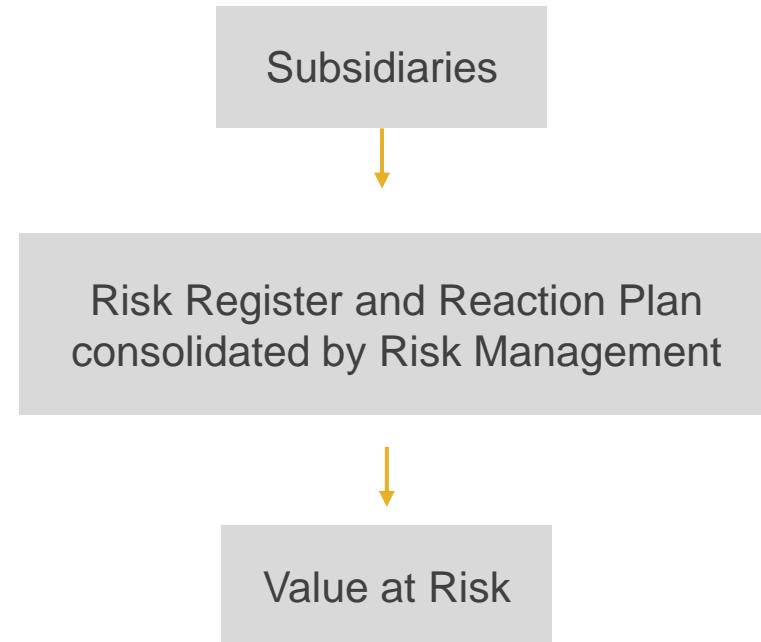 Subsidiaries
Risk Register and Reaction Plan
consolidated by Risk Management
Value at Risk